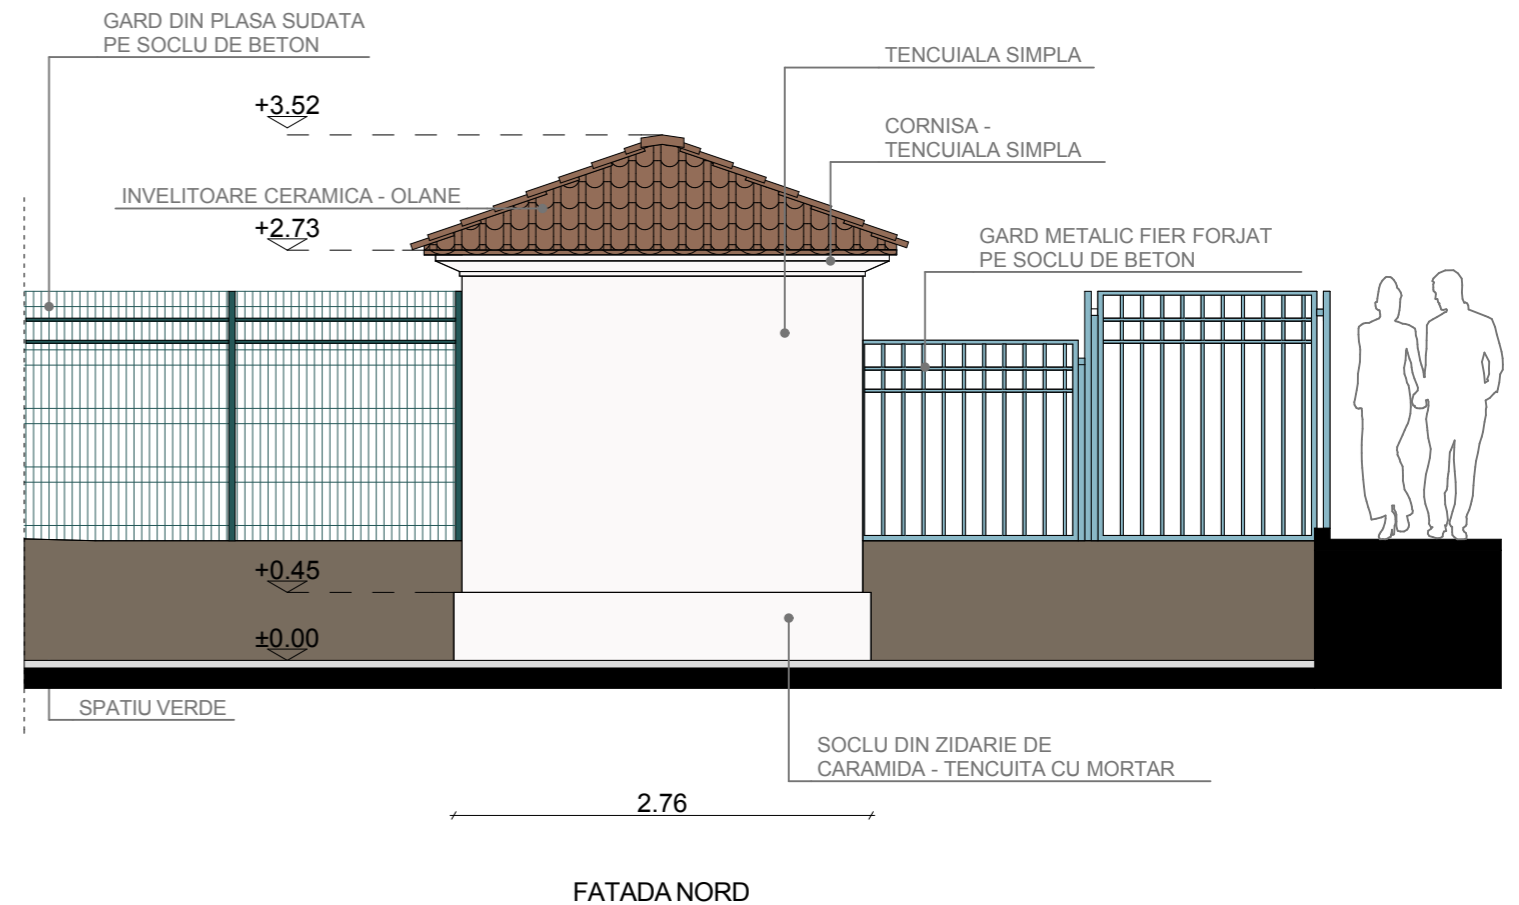 GARD DIN PLASA SUDATA
PE SOCLU DE BETON
TENCUIALA SIMPLA
+3.52
CORNISA -
TENCUIALA SIMPLA
INVELITOARE CERAMICA - OLANE
+2.73
GARD METALIC FIER FORJAT
PE SOCLU DE BETON
+0.45
±0.00
SPATIU VERDE
SOCLU DIN ZIDARIE DE
CARAMIDA - TENCUITA CU MORTAR
2.76
FATADA NORD